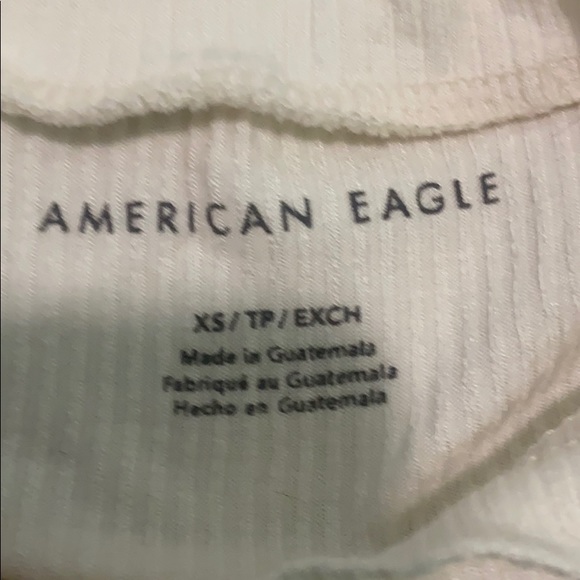 AMERICAN EAGLE
XS/TP/EXCH
Made in Guatemala
Fabriqué au Guatemala
Hecho en Guatemala